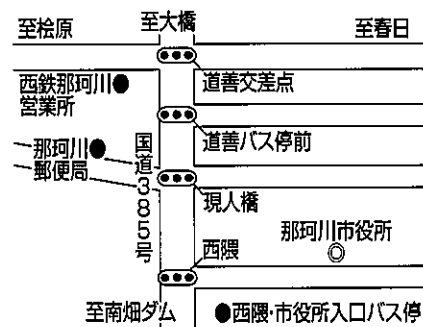 至桧原
至大橋
至春日
西鉄那珂川●
営業所
道善交差点
道善バス停前
那珂川●
郵便局
国道385号
現人橋
那珂川市役所
◎
西隈
至南畑ダム
●西隈・市役所入口バス停